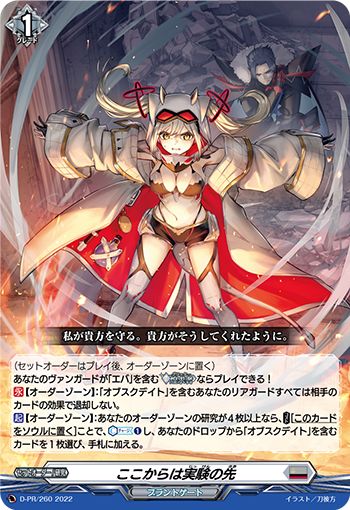 1
グレード
私が貴方を守る。貴方がそうしてくれたように。
(セットオーダーはプレイ後、オーダーゾーンに置く)
あなたのヴァンガードが「エバ」を含むならプレイできる!
永【オーダーゾーン】:「オブスクデイト」を含むあなたのリアガードすべては相手の
カードの効果で退却しない。
起【オーダーゾーン】:あなたのオーダーゾーンの研究が4枚以上なら、[このカード
をソウルに置く]ことで、1し、あなたのドロップから「オブスクデイト」を含む
カードを1枚選び、手札に加える。
ここからは実験の先
D-PR/260 2022
ブラントゲート
イラスト/刀彼方